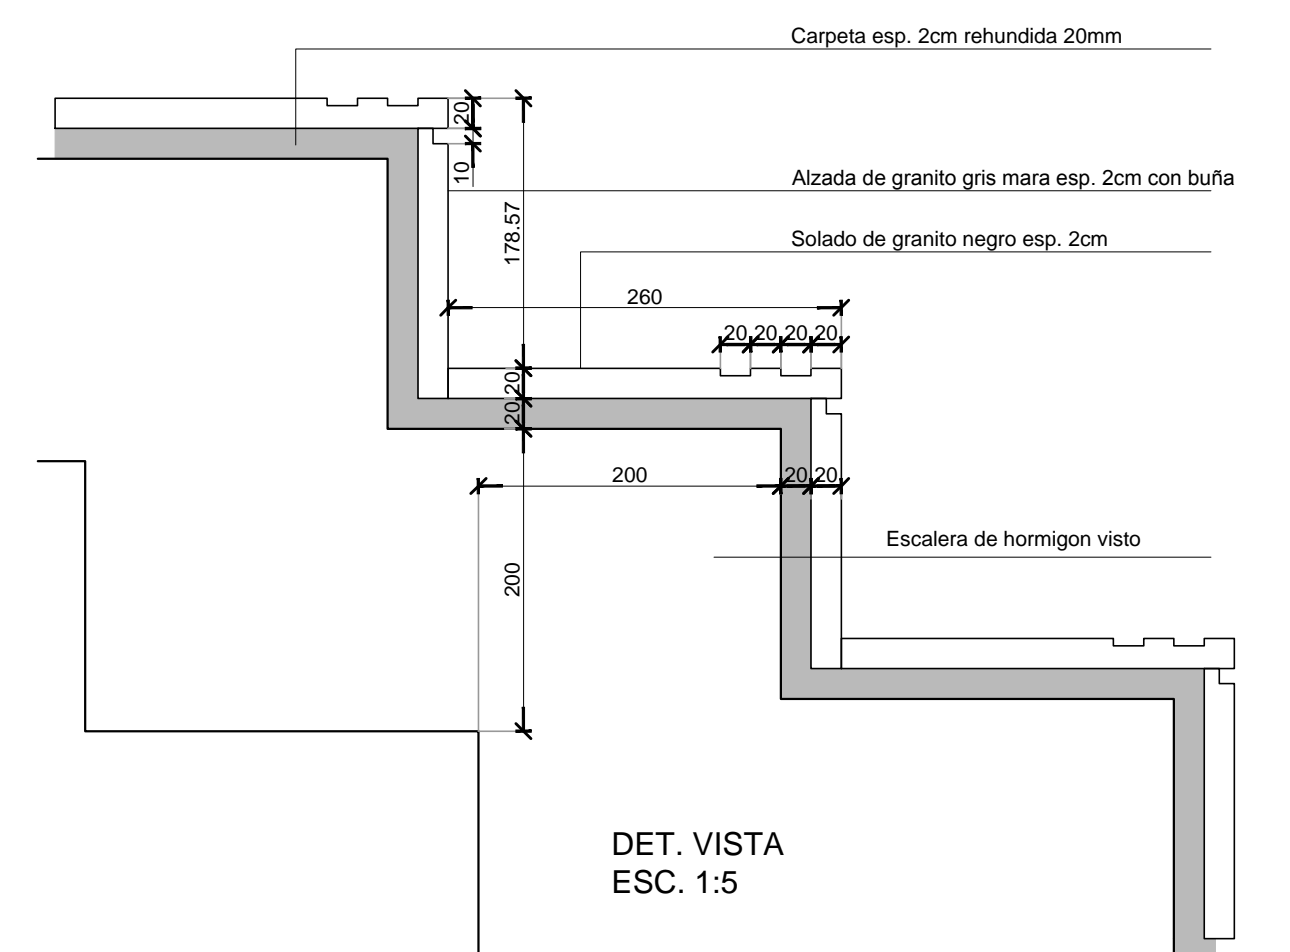 Carpeta esp. 2cm rehundida 20mm
20
10
Alzada de granito gris mara esp. 2cm con buña
178.57
Solado de granito negro esp. 2cm
260
20 20 20 20
20
20
200
20 20
Escalera de hormigon visto
200
DET. VISTA
ESC. 1:5